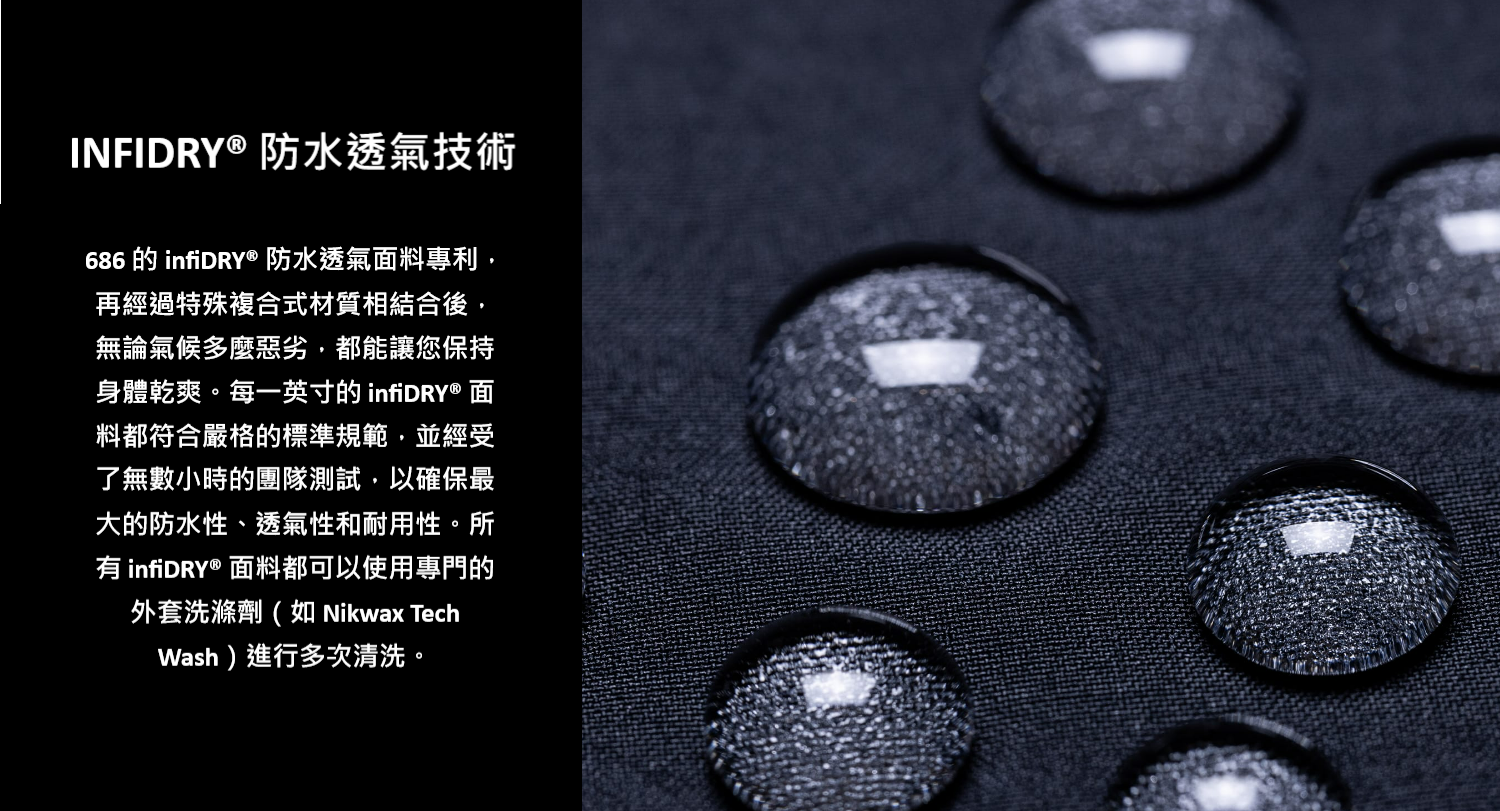 INFIDRY® 防水透氣技術
686 的 infiDRY® 防水透氣面料專利，
再經過特殊複合式材質相結合後，
無論氣候多麼惡劣，都能讓您保持
身體乾爽。每一英寸的 infiDRY® 面
料都符合嚴格的標準規範，並經受
了無數小時的團隊測試，以確保最
大的防水性、透氣性和耐用性。所
有 infiDRY® 面料都可以使用專門的
外套洗滌劑（如 Nikwax Tech
Wash）進行多次清洗。